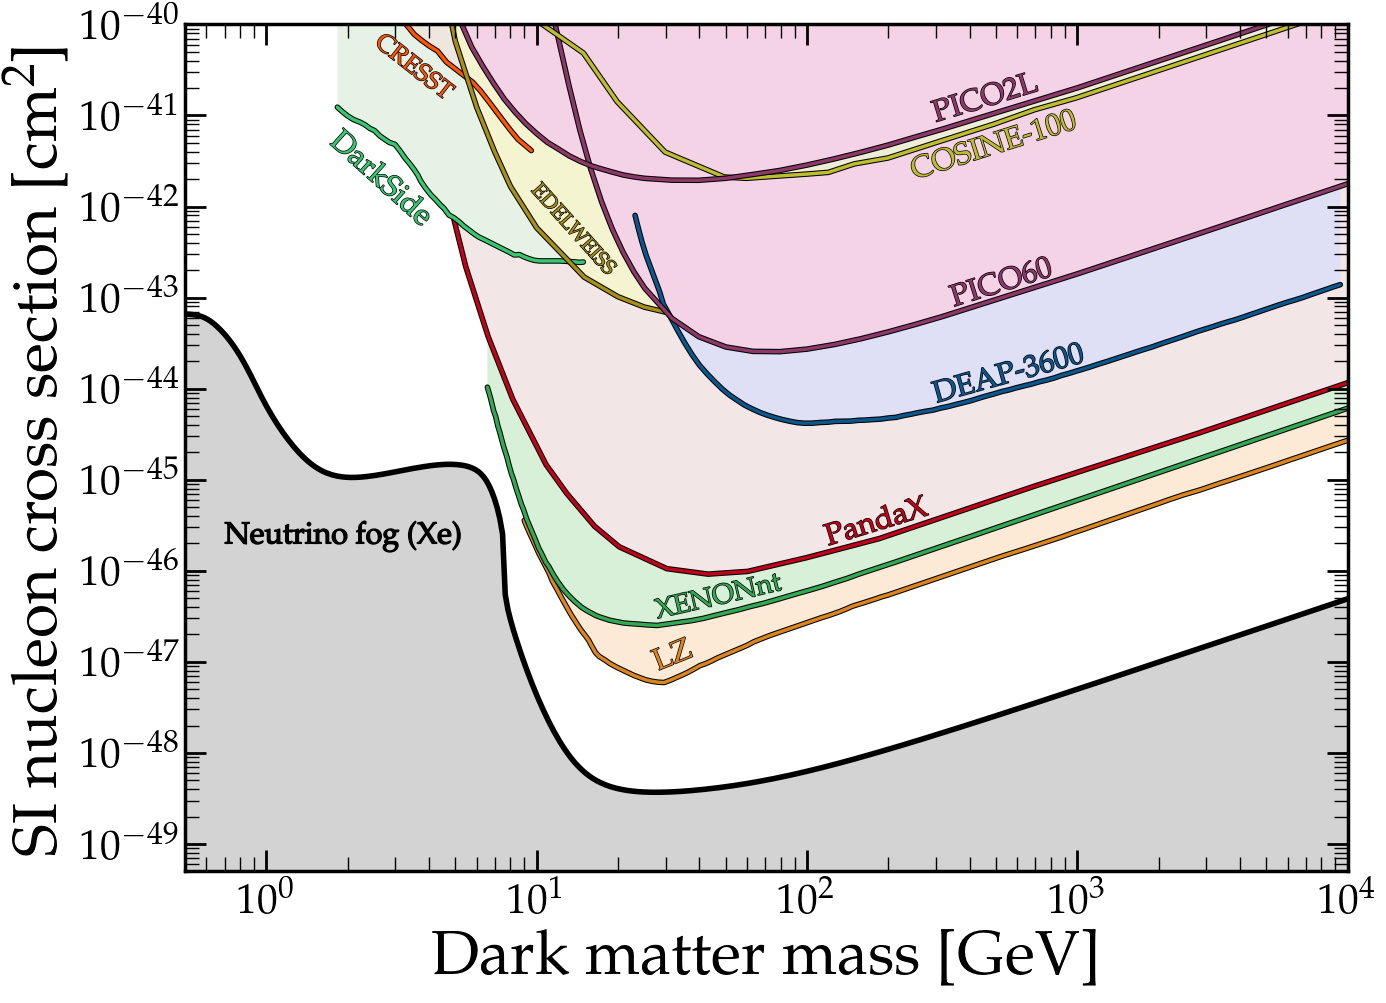 SI nucleon cross section [cm²]
10⁻⁴⁰
10⁻⁴¹
10⁻⁴²
10⁻⁴³
10⁻⁴⁴
10⁻⁴⁵
10⁻⁴⁶
10⁻⁴⁷
10⁻⁴⁸
10⁻⁴⁹
CRESST
DarkSide
EDELWEISS
PICO2L
COSINE-100
PICO60
DEAP-3600
PandaX
XENONnt
LZ
Neutrino fog (Xe)
10⁰ 10¹ 10² 10³ 10⁴
Dark matter mass [GeV]